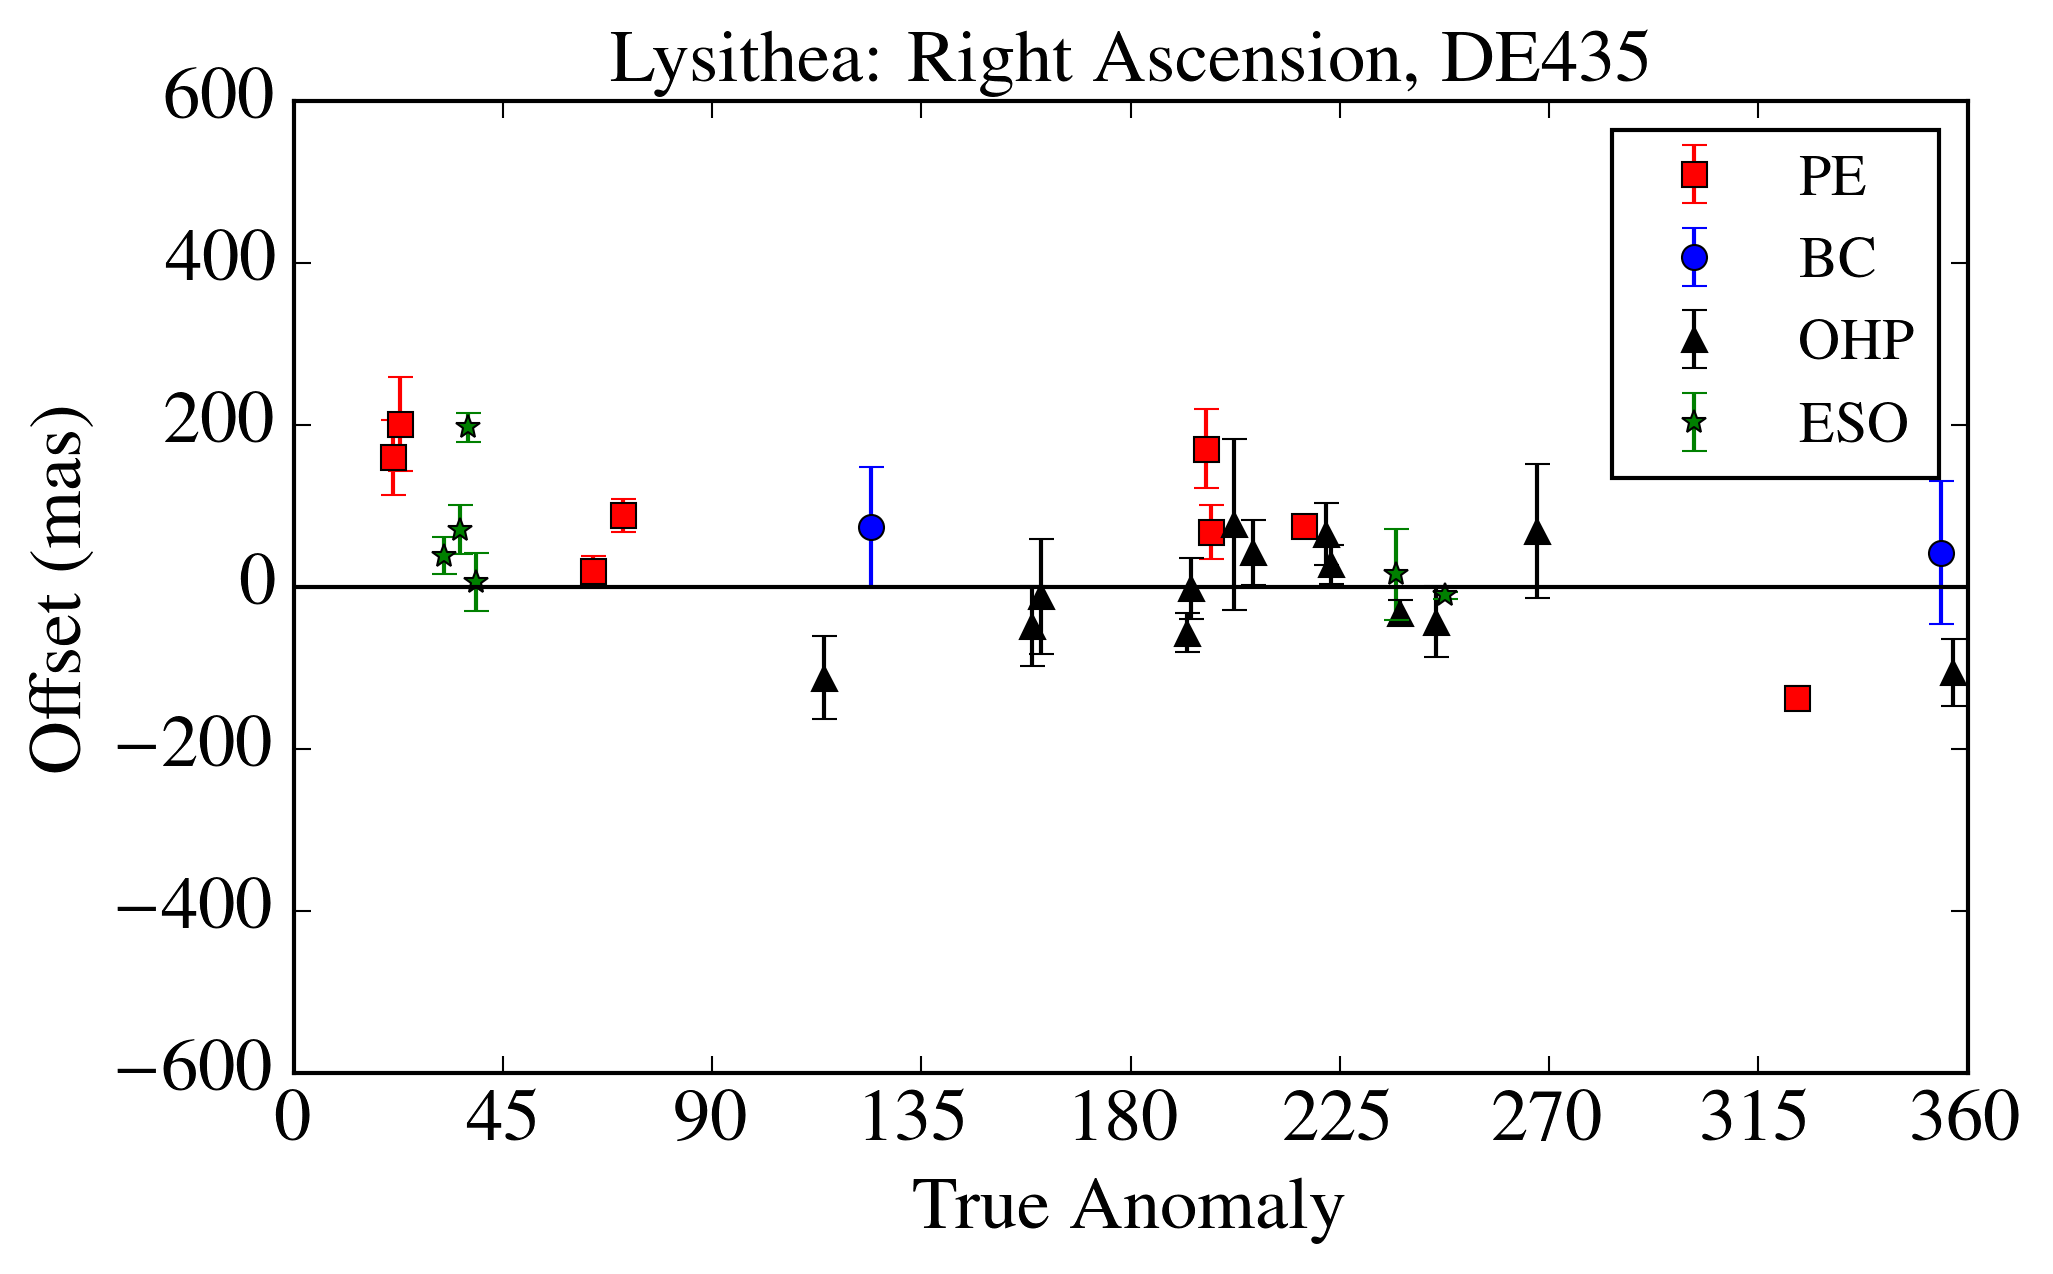 Lysithea: Right Ascension, DE435
600
400
200
0
−200
−400
−600
Offset (mas)
PE
BC
OHP
ESO
0 45 90 135 180 225 270 315 360
True Anomaly